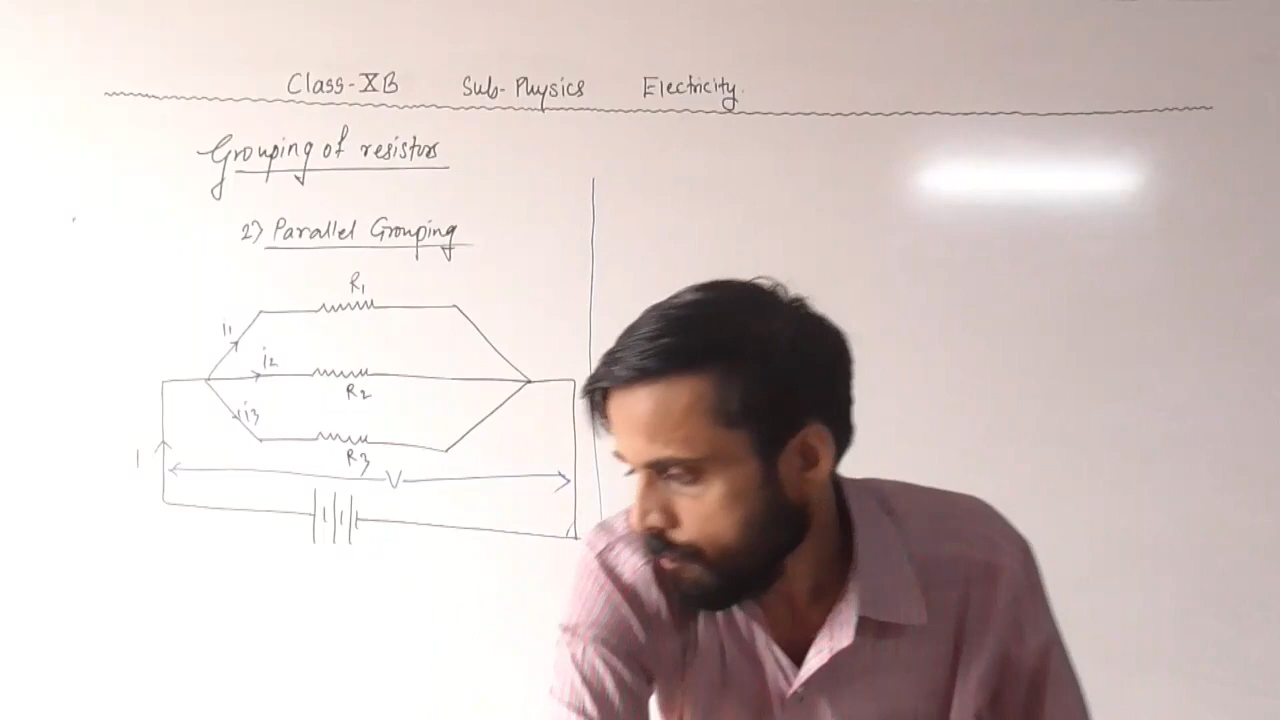 Class-XB Sub-Physics Electricity.
Grouping of resistors
2) Parallel Grouping
R1
i1
i2
R2
i3
R3
I
V